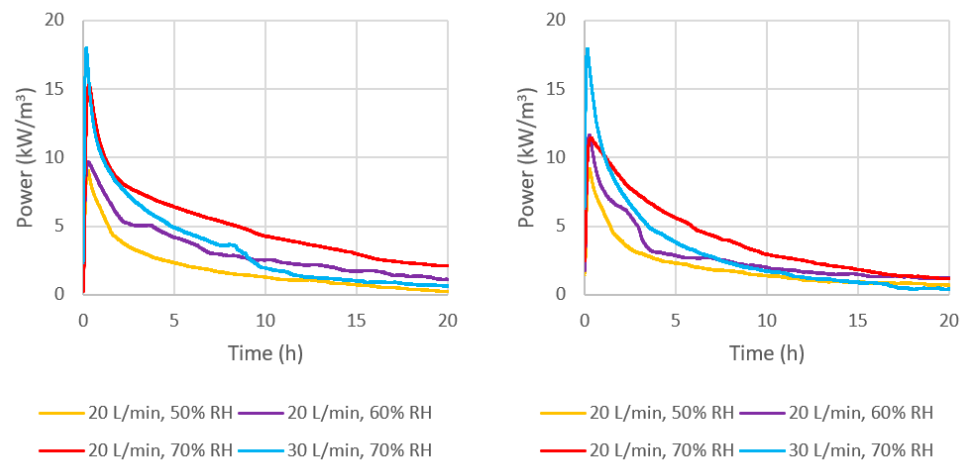 20
15
10
5
0
Power (kW/m³)
0 5 10 15 20
Time (h)
20 L/min, 50% RH 20 L/min, 60% RH
20 L/min, 70% RH 30 L/min, 70% RH
20
15
10
5
0
Power (kW/m³)
0 5 10 15 20
Time (h)
20 L/min, 50% RH 20 L/min, 60% RH
20 L/min, 70% RH 30 L/min, 70% RH